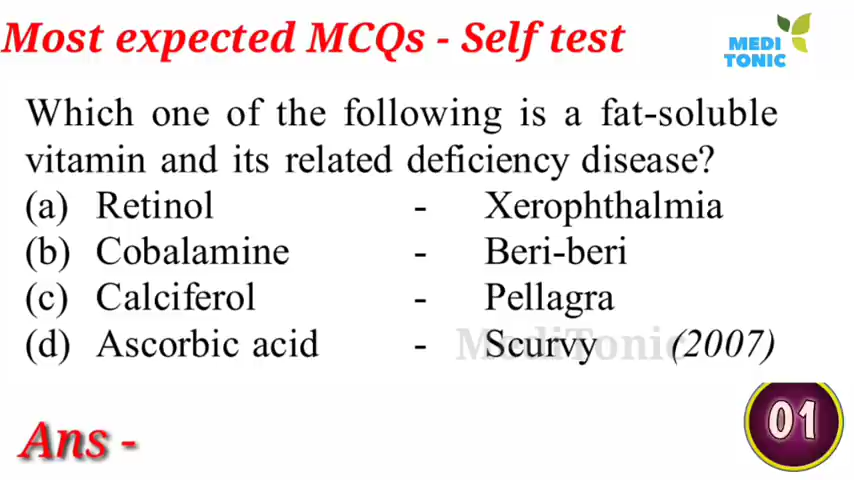 Most expected MCQs - Self test
MEDI
TONIC
Which one of the following is a fat-soluble
vitamin and its related deficiency disease?
(a) Retinol - Xerophthalmia
(b) Cobalamine - Beri-beri
(c) Calciferol - Pellagra
(d) Ascorbic acid - Scurvy (2007)
MediTonic
Ans -
01